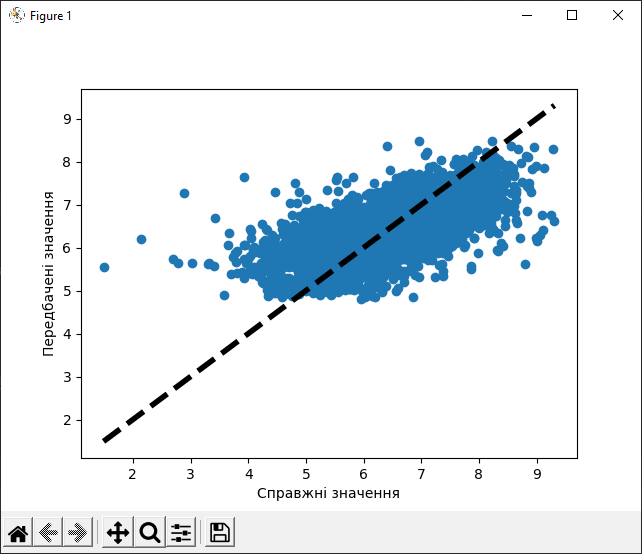 Figure 1
9
8
7
6
5
4
3
2
Передбачені значення
2 3 4 5 6 7 8 9
Справжні значення